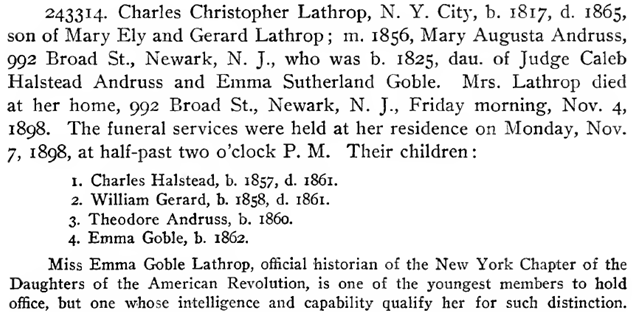 243314. Charles Christopher Lathrop, N. Y. City, b. 1817, d. 1865,
son of Mary Ely and Gerard Lathrop; m. 1856, Mary Augusta Andruss,
992 Broad St., Newark, N. J., who was b. 1825, dau. of Judge Caleb
Halstead Andruss and Emma Sutherland Goble. Mrs. Lathrop died
at her home, 992 Broad St., Newark, N. J., Friday morning, Nov. 4,
1898. The funeral services were held at her residence on Monday, Nov.
7, 1898, at half-past two o'clock P. M. Their children:
1. Charles Halstead, b. 1857, d. 1861.
2. William Gerard, b. 1858, d. 1861.
3. Theodore Andruss, b. 1860.
4. Emma Goble, b. 1862.
Miss Emma Goble Lathrop, official historian of the New York Chapter of the
Daughters of the American Revolution, is one of the youngest members to hold
office, but one whose intelligence and capability qualify her for such distinction.